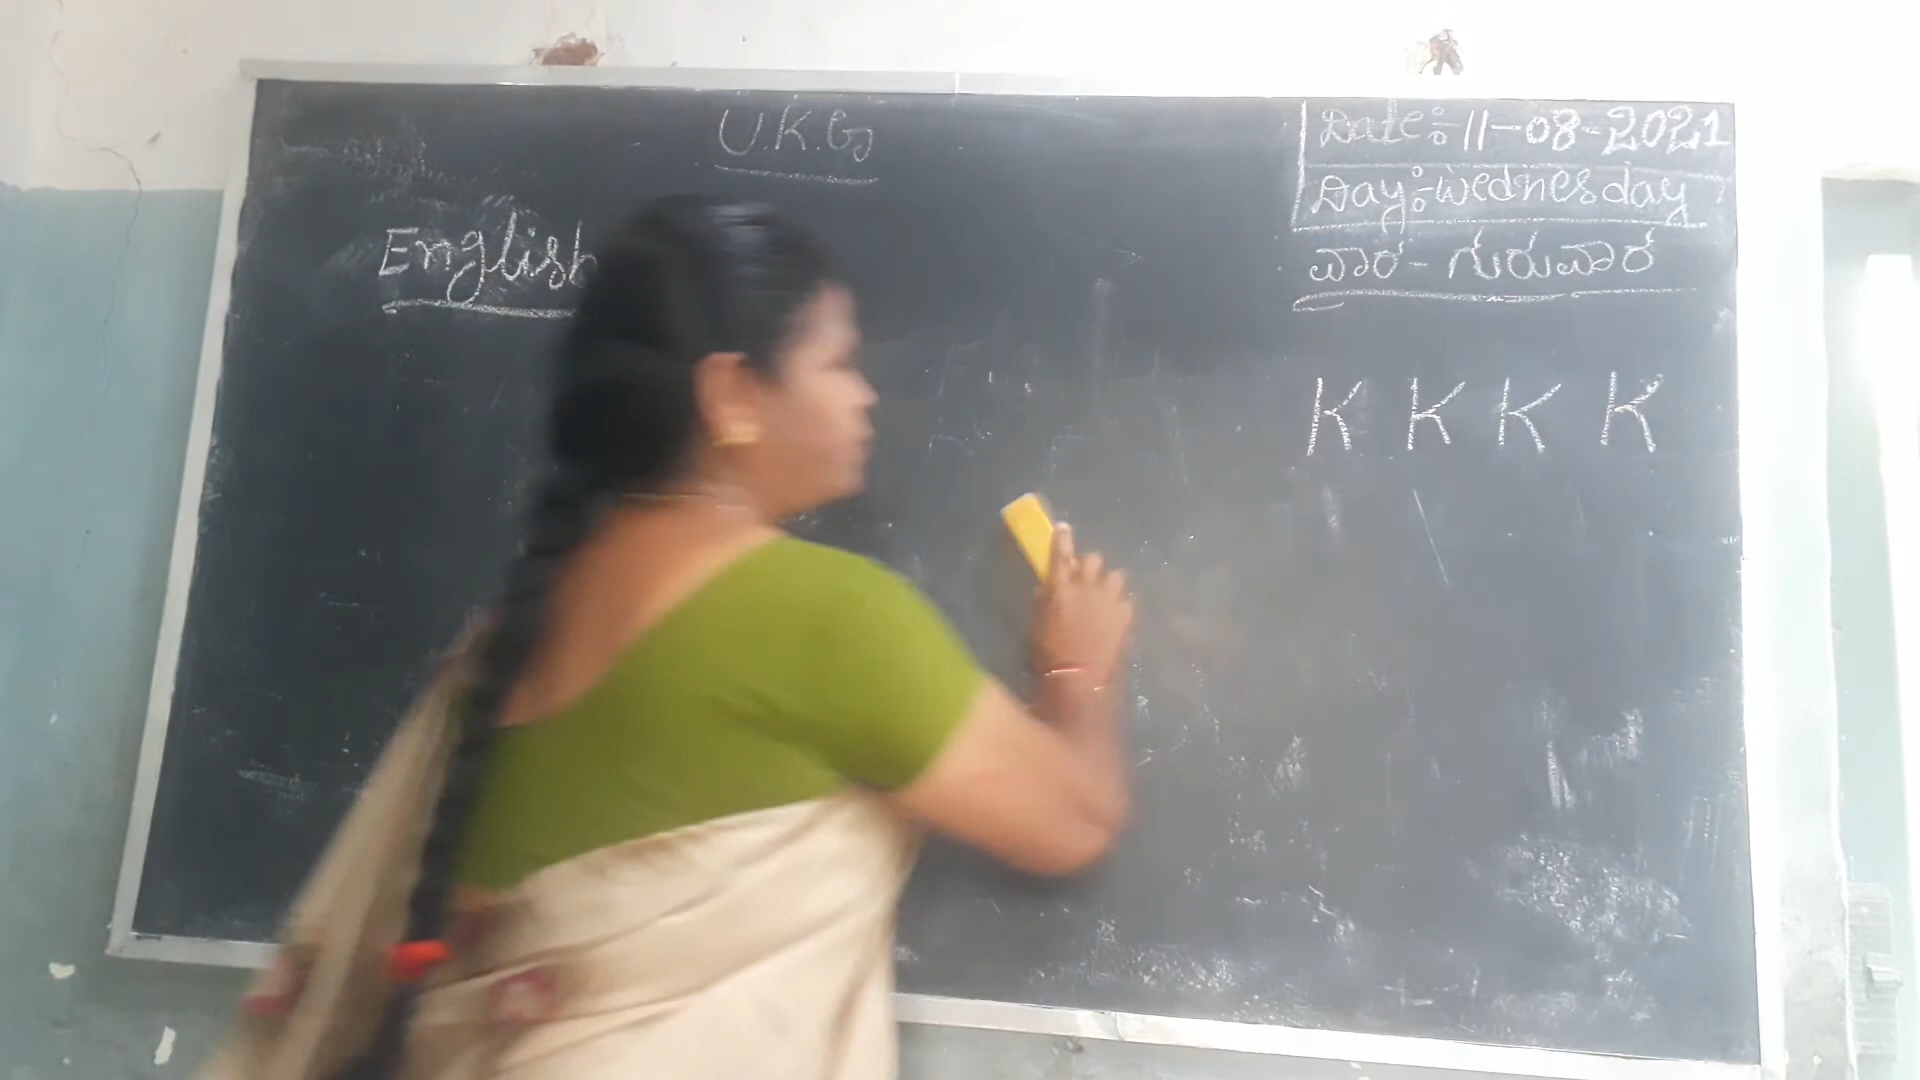 U.K.G
Date:-11-08-2021
Day:-Wednesday
ವಾರ- ಗುರುವಾರ
English
K K K K